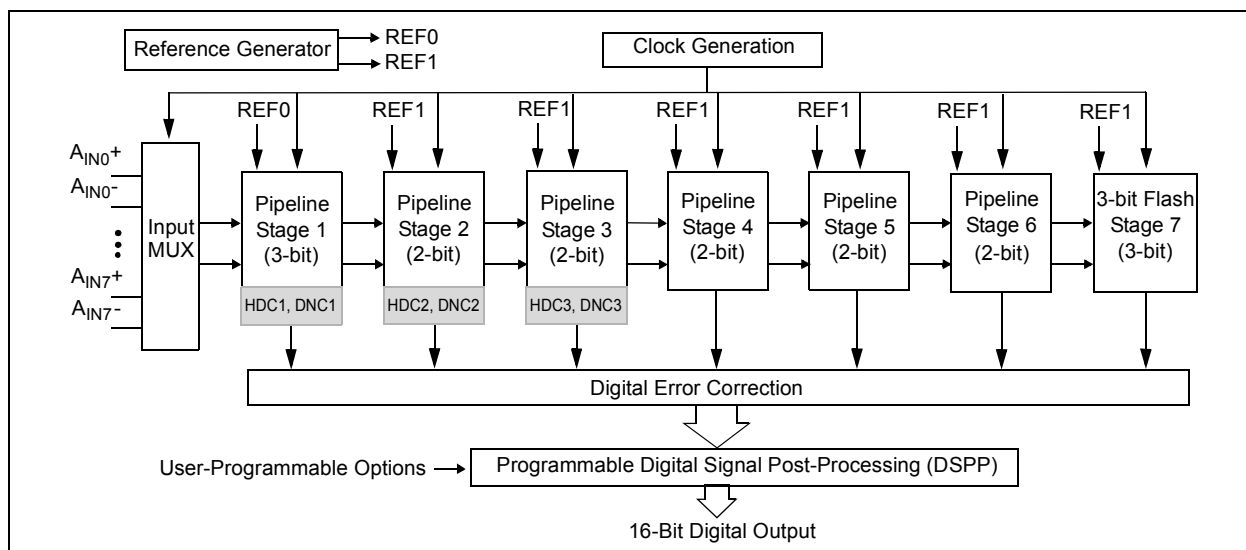 Reference Generator
REF0
REF1
Clock Generation
REF0
REF1
REF1
REF1
REF1
REF1
REF1
AIN0+
AIN0-
AIN7+
AIN7-
Input
MUX
Pipeline
Stage 1
(3-bit)
HDC1, DNC1
Pipeline
Stage 2
(2-bit)
HDC2, DNC2
Pipeline
Stage 3
(2-bit)
HDC3, DNC3
Pipeline
Stage 4
(2-bit)
Pipeline
Stage 5
(2-bit)
Pipeline
Stage 6
(2-bit)
3-bit Flash
Stage 7
(3-bit)
Digital Error Correction
User-Programmable Options
Programmable Digital Signal Post-Processing (DSPP)
16-Bit Digital Output